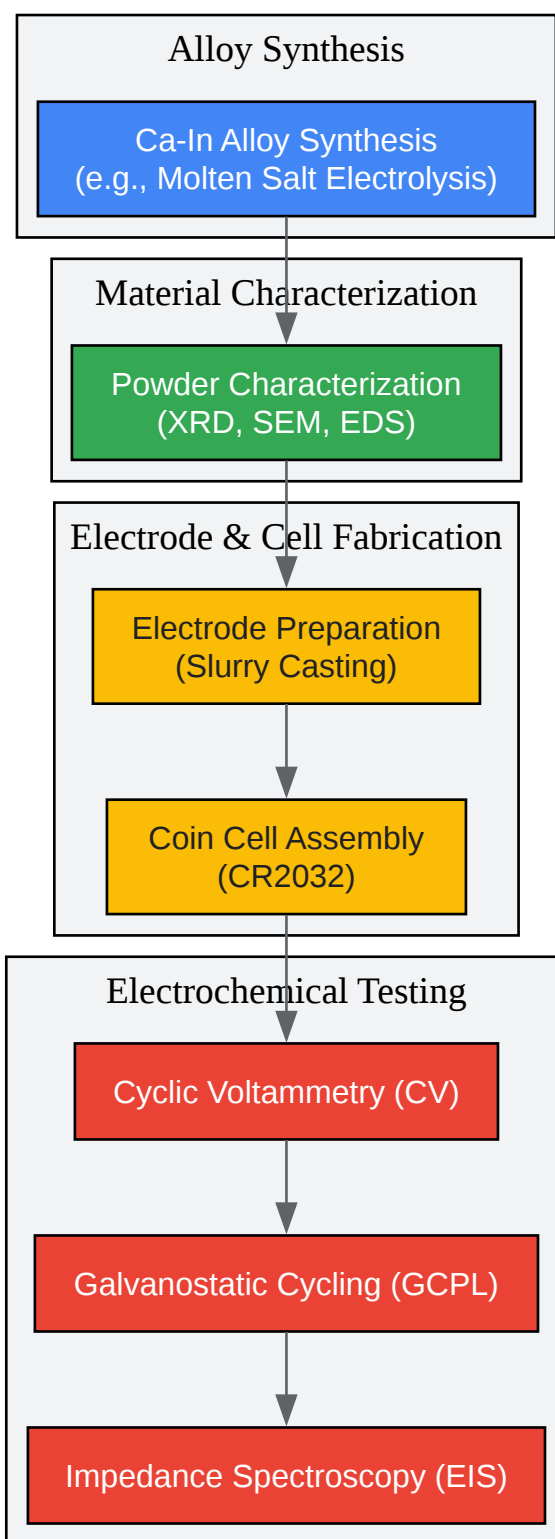 Alloy Synthesis
Ca-In Alloy Synthesis
(e.g., Molten Salt Electrolysis)
Material Characterization
Powder Characterization
(XRD, SEM, EDS)
Electrode & Cell Fabrication
Electrode Preparation
(Slurry Casting)
Coin Cell Assembly
(CR2032)
Electrochemical Testing
Cyclic Voltammetry (CV)
Galvanostatic Cycling (GCPL)
Impedance Spectroscopy (EIS)